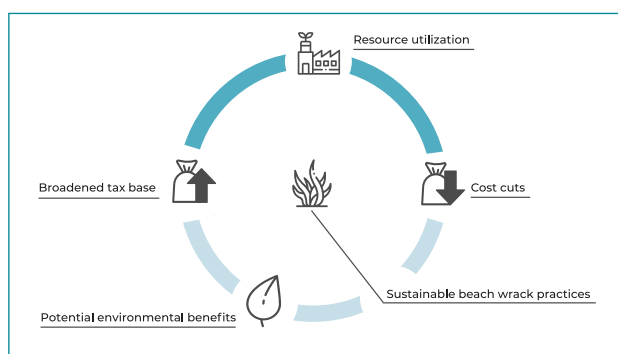 Resource utilization
Broadened tax base
Cost cuts
Sustainable beach wrack practices
Potential environmental benefits